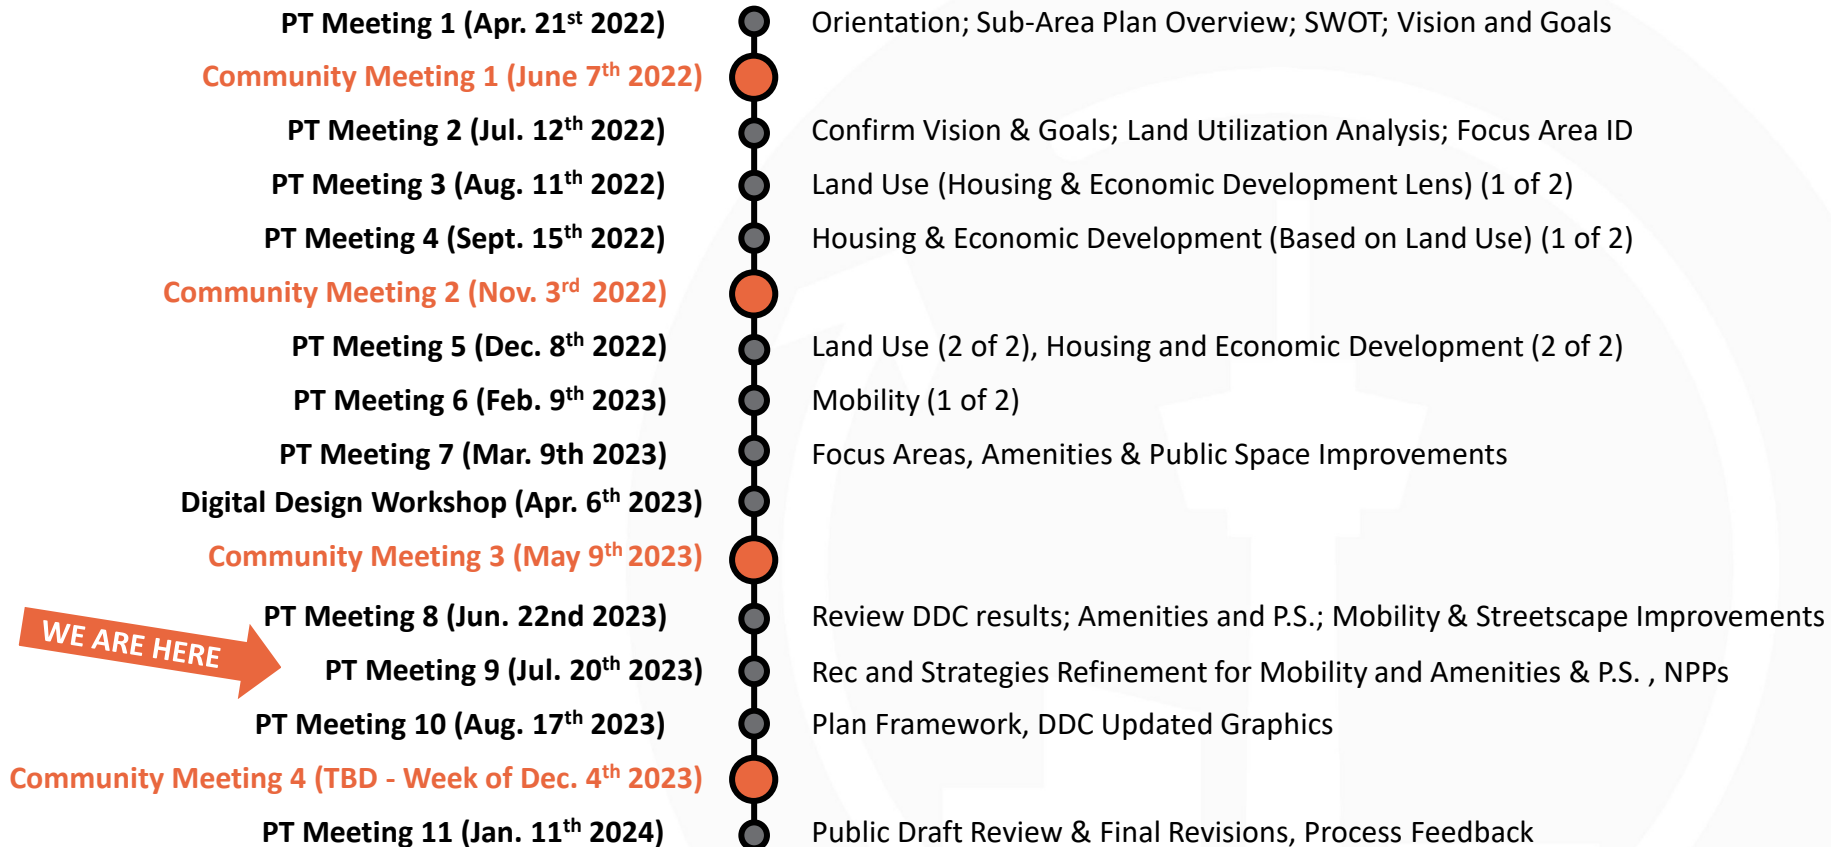 PT Meeting 1 (Apr. 21st 2022) Orientation; Sub-Area Plan Overview; SWOT; Vision and Goals
Community Meeting 1 (June 7th 2022)
PT Meeting 2 (Jul. 12th 2022) Confirm Vision & Goals; Land Utilization Analysis; Focus Area ID
PT Meeting 3 (Aug. 11th 2022) Land Use (Housing & Economic Development Lens) (1 of 2)
PT Meeting 4 (Sept. 15th 2022) Housing & Economic Development (Based on Land Use) (1 of 2)
Community Meeting 2 (Nov. 3rd 2022)
PT Meeting 5 (Dec. 8th 2022) Land Use (2 of 2), Housing and Economic Development (2 of 2)
PT Meeting 6 (Feb. 9th 2023) Mobility (1 of 2)
PT Meeting 7 (Mar. 9th 2023) Focus Areas, Amenities & Public Space Improvements
Digital Design Workshop (Apr. 6th 2023)
Community Meeting 3 (May 9th 2023)
PT Meeting 8 (Jun. 22nd 2023) Review DDC results; Amenities and P.S.; Mobility & Streetscape Improvements
WE ARE HERE
PT Meeting 9 (Jul. 20th 2023) Rec and Strategies Refinement for Mobility and Amenities & P.S. , NPPs
PT Meeting 10 (Aug. 17th 2023) Plan Framework, DDC Updated Graphics
Community Meeting 4 (TBD - Week of Dec. 4th 2023)
PT Meeting 11 (Jan. 11th 2024) Public Draft Review & Final Revisions, Process Feedback